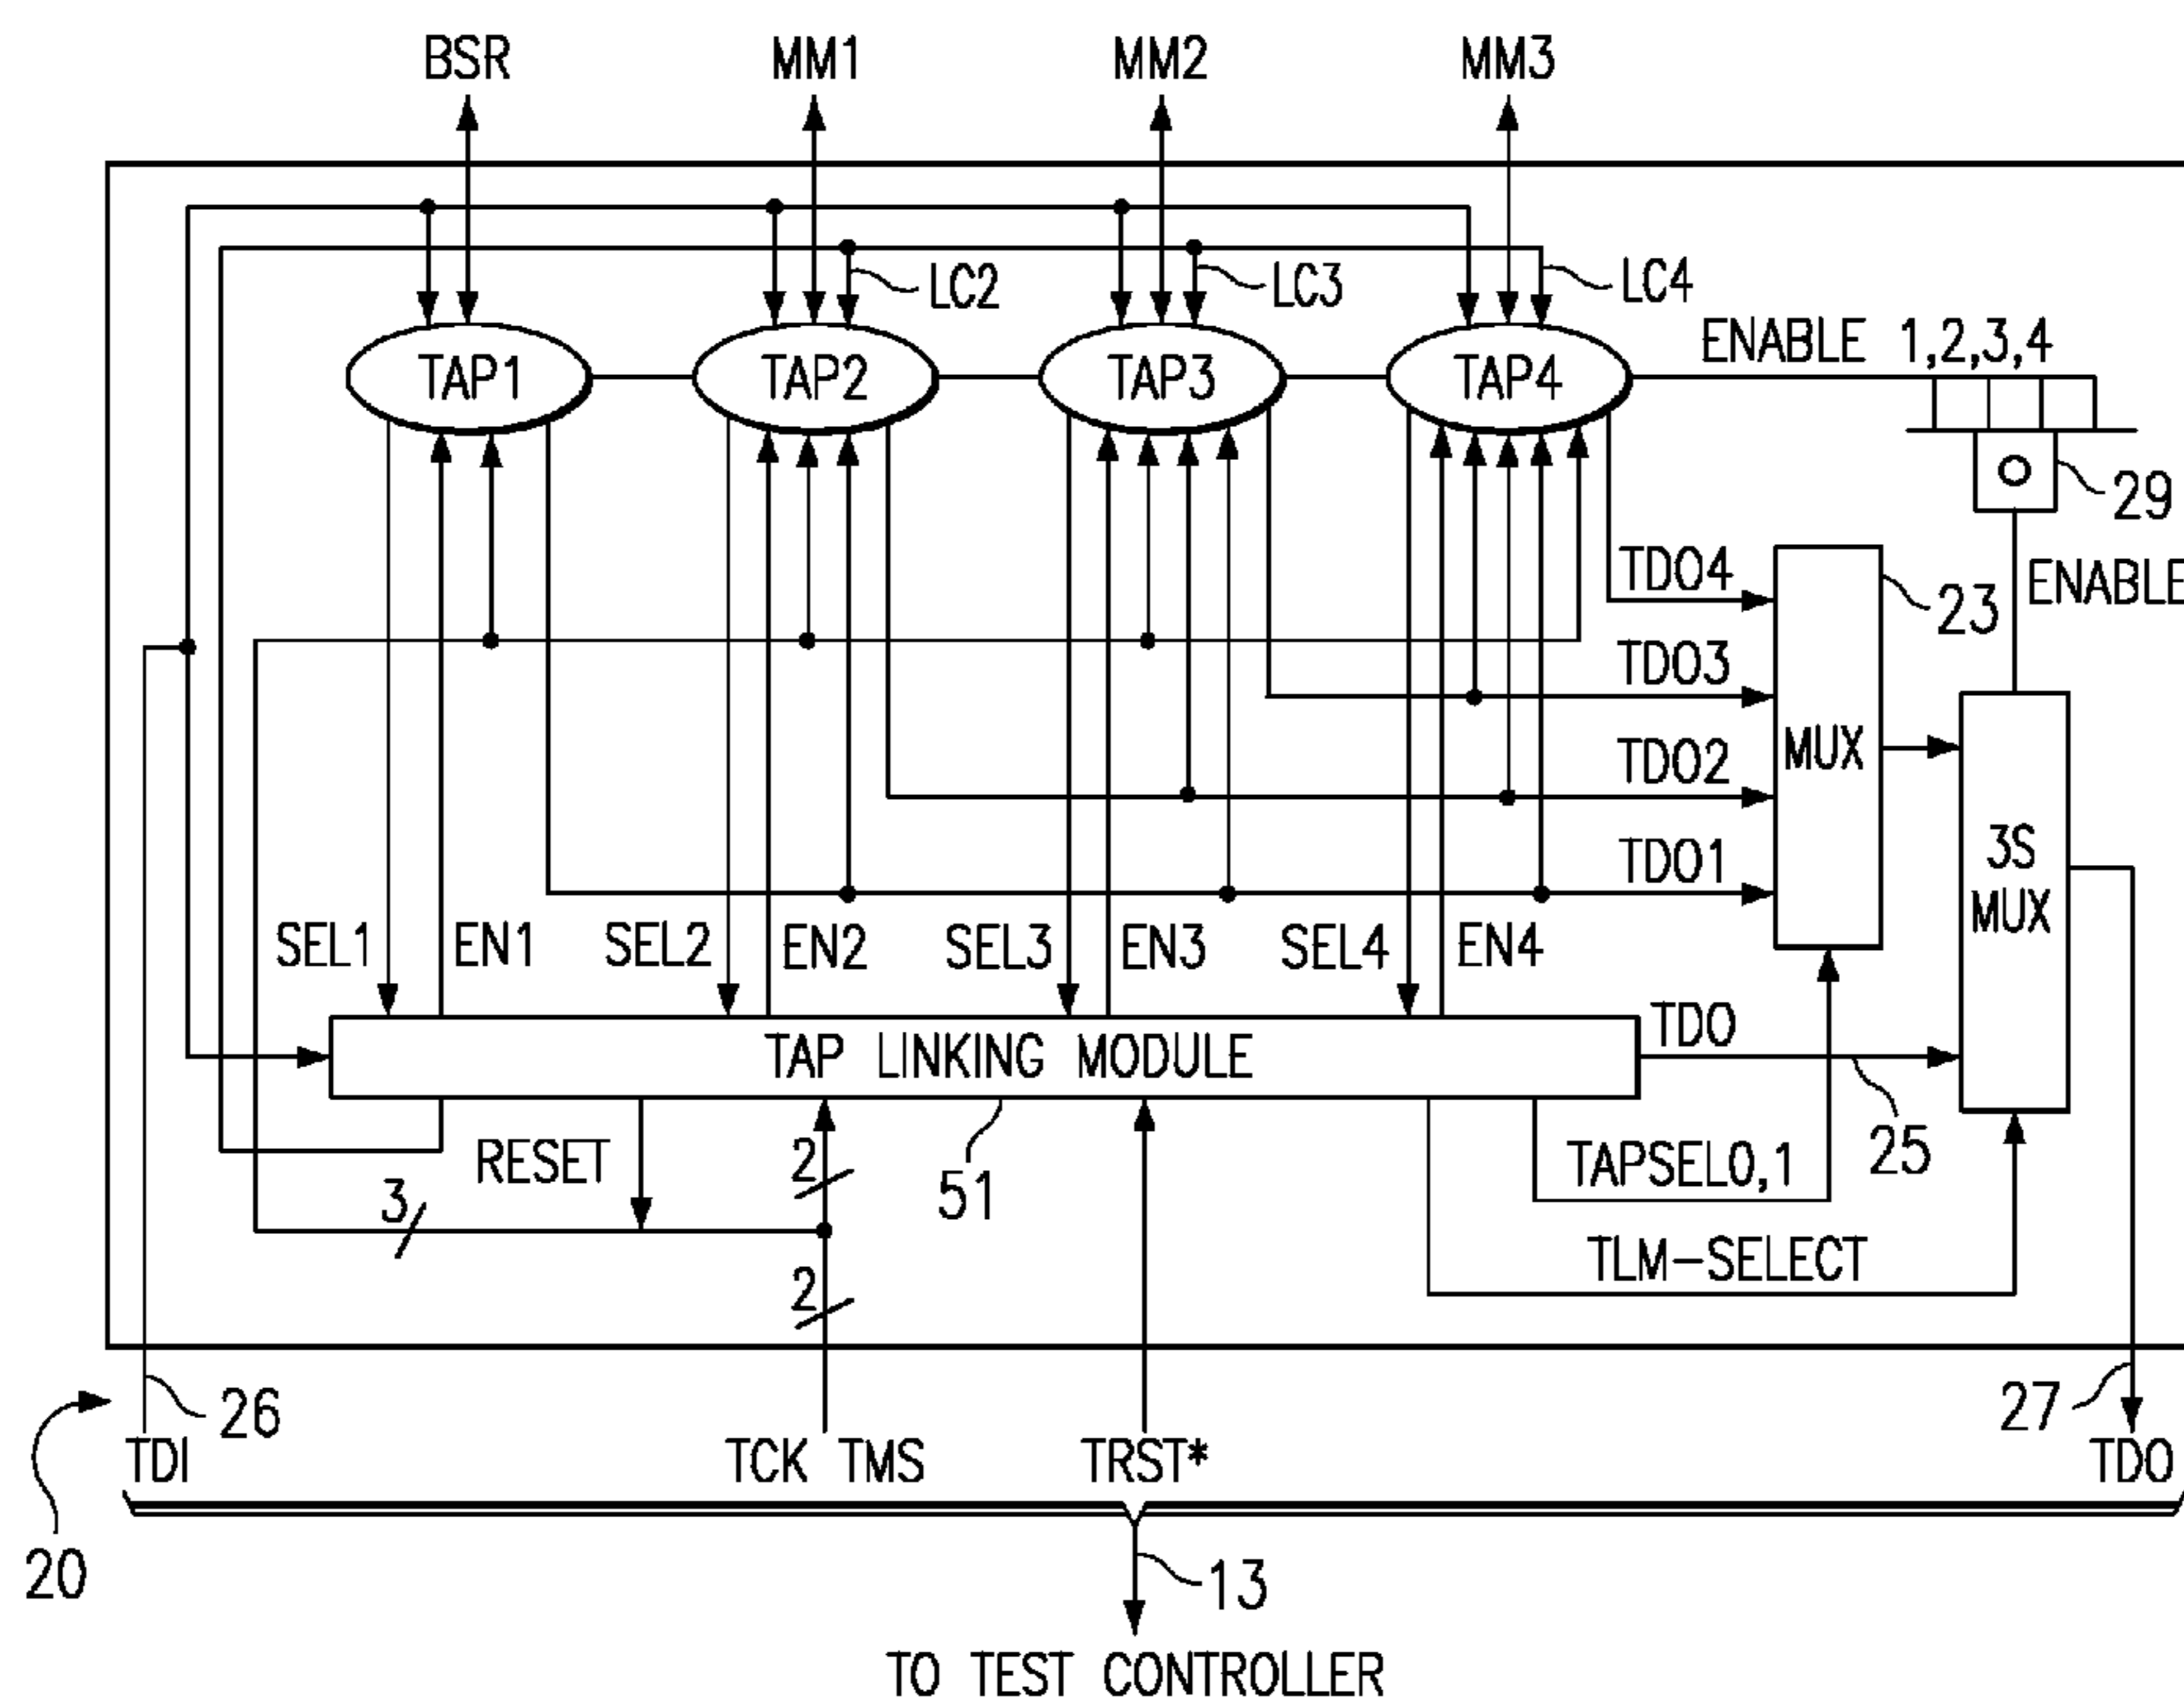 BSR MM1 MM2 MM3
LC2 LC3 LC4
ENABLE 1,2,3,4
TAP1 TAP2 TAP3 TAP4
29
TDO4
23
ENABLE
TDO3
MUX
TDO2
3S
MUX
TDO1
SEL1 EN1 SEL2 EN2 SEL3 EN3 SEL4 EN4
TDO
TAP LINKING MODULE
RESET
2
51
TAPSEL0,1
25
3
TLM-SELECT
2
26
27
TDI
TCK TMS
TRST*
TDO
20
13
TO TEST CONTROLLER